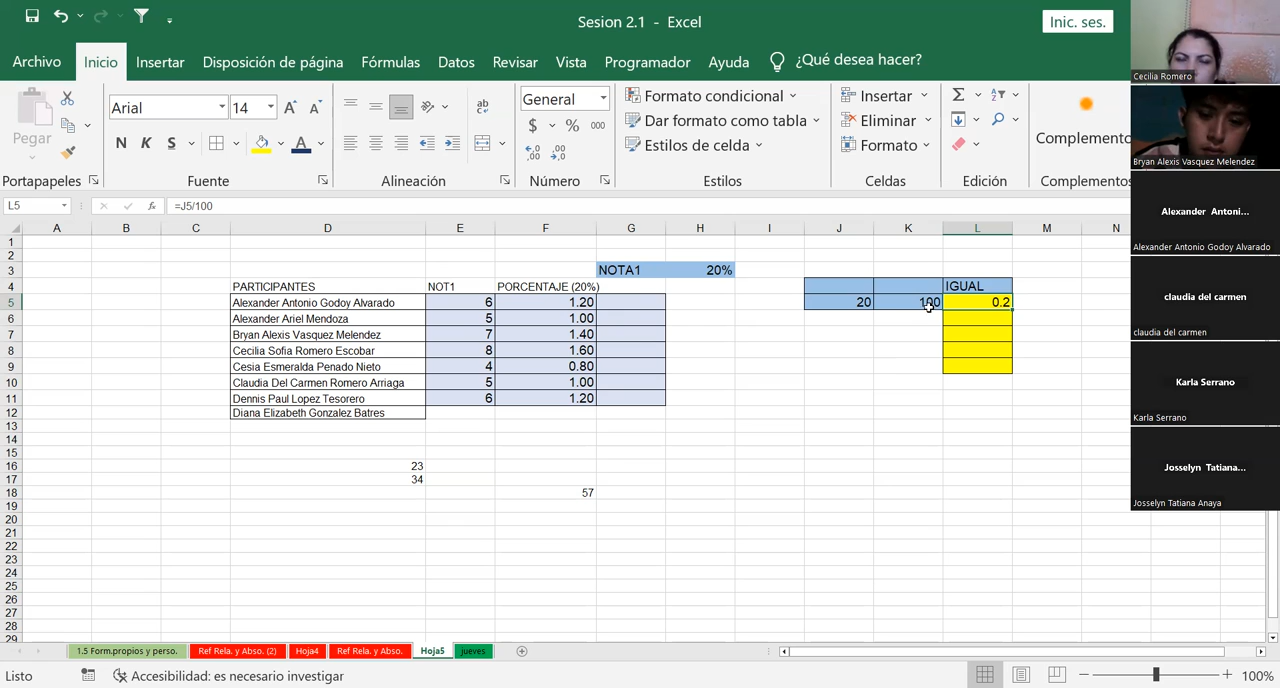 Sesion 2.1 - Excel
Inic. ses.
Archivo Inicio Insertar Disposición de página Fórmulas Datos Revisar Vista Programador Ayuda ¿Qué desea hacer?
Pegar
Arial 14
N K S
General
$ % 000
Formato condicional
Dar formato como tabla
Estilos de celda
Insertar
Eliminar
Formato
Complemento
Portapapeles Fuente Alineación Número Estilos Celdas Edición Complementos
L5 fx =J5/100
A B C D E F G H I J K L M N
1
2
3 NOTA1 20%
4 PARTICIPANTES NOT1 PORCENTAJE (20%) IGUAL
5 Alexander Antonio Godoy Alvarado 6 1.20 20 100 0.2
6 Alexander Ariel Mendoza 5 1.00
7 Bryan Alexis Vasquez Melendez 7 1.40
8 Cecilia Sofia Romero Escobar 8 1.60
9 Cesia Esmeralda Penado Nieto 4 0.80
10 Claudia Del Carmen Romero Arriaga 5 1.00
11 Dennis Paul Lopez Tesorero 6 1.20
12 Diana Elizabeth Gonzalez Batres
13
14
15
16 23
17 34
18 57
19
20
21
22
23
24
25
26
27
28
29
1.5 Form.propios y perso. Ref Rela. y Abso. (2) Hoja4 Ref Rela. y Abso. Hoja5 jueves
Listo Accesibilidad: es necesario investigar 100%
Cecilia Romero
Bryan Alexis Vasquez Melendez
Alexander Antoni...
Alexander Antonio Godoy Alvarado
claudia del carmen
claudia del carmen
Karla Serrano
Karla Serrano
Josselyn Tatiana...
Josselyn Tatiana Anaya